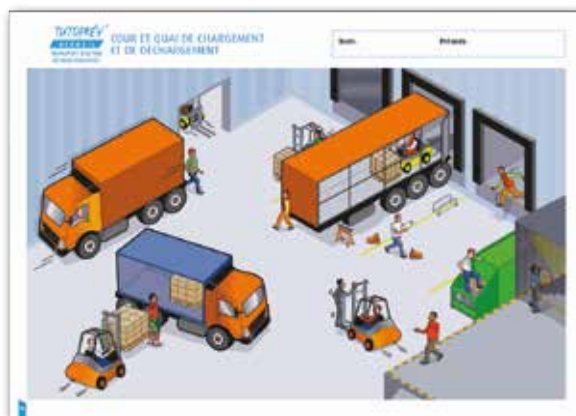 TUTOPRÉV'
ACCUEIL
COUR ET QUAI DE CHARGEMENT
ET DE DÉCHARGEMENT
Nom:
Prénom: